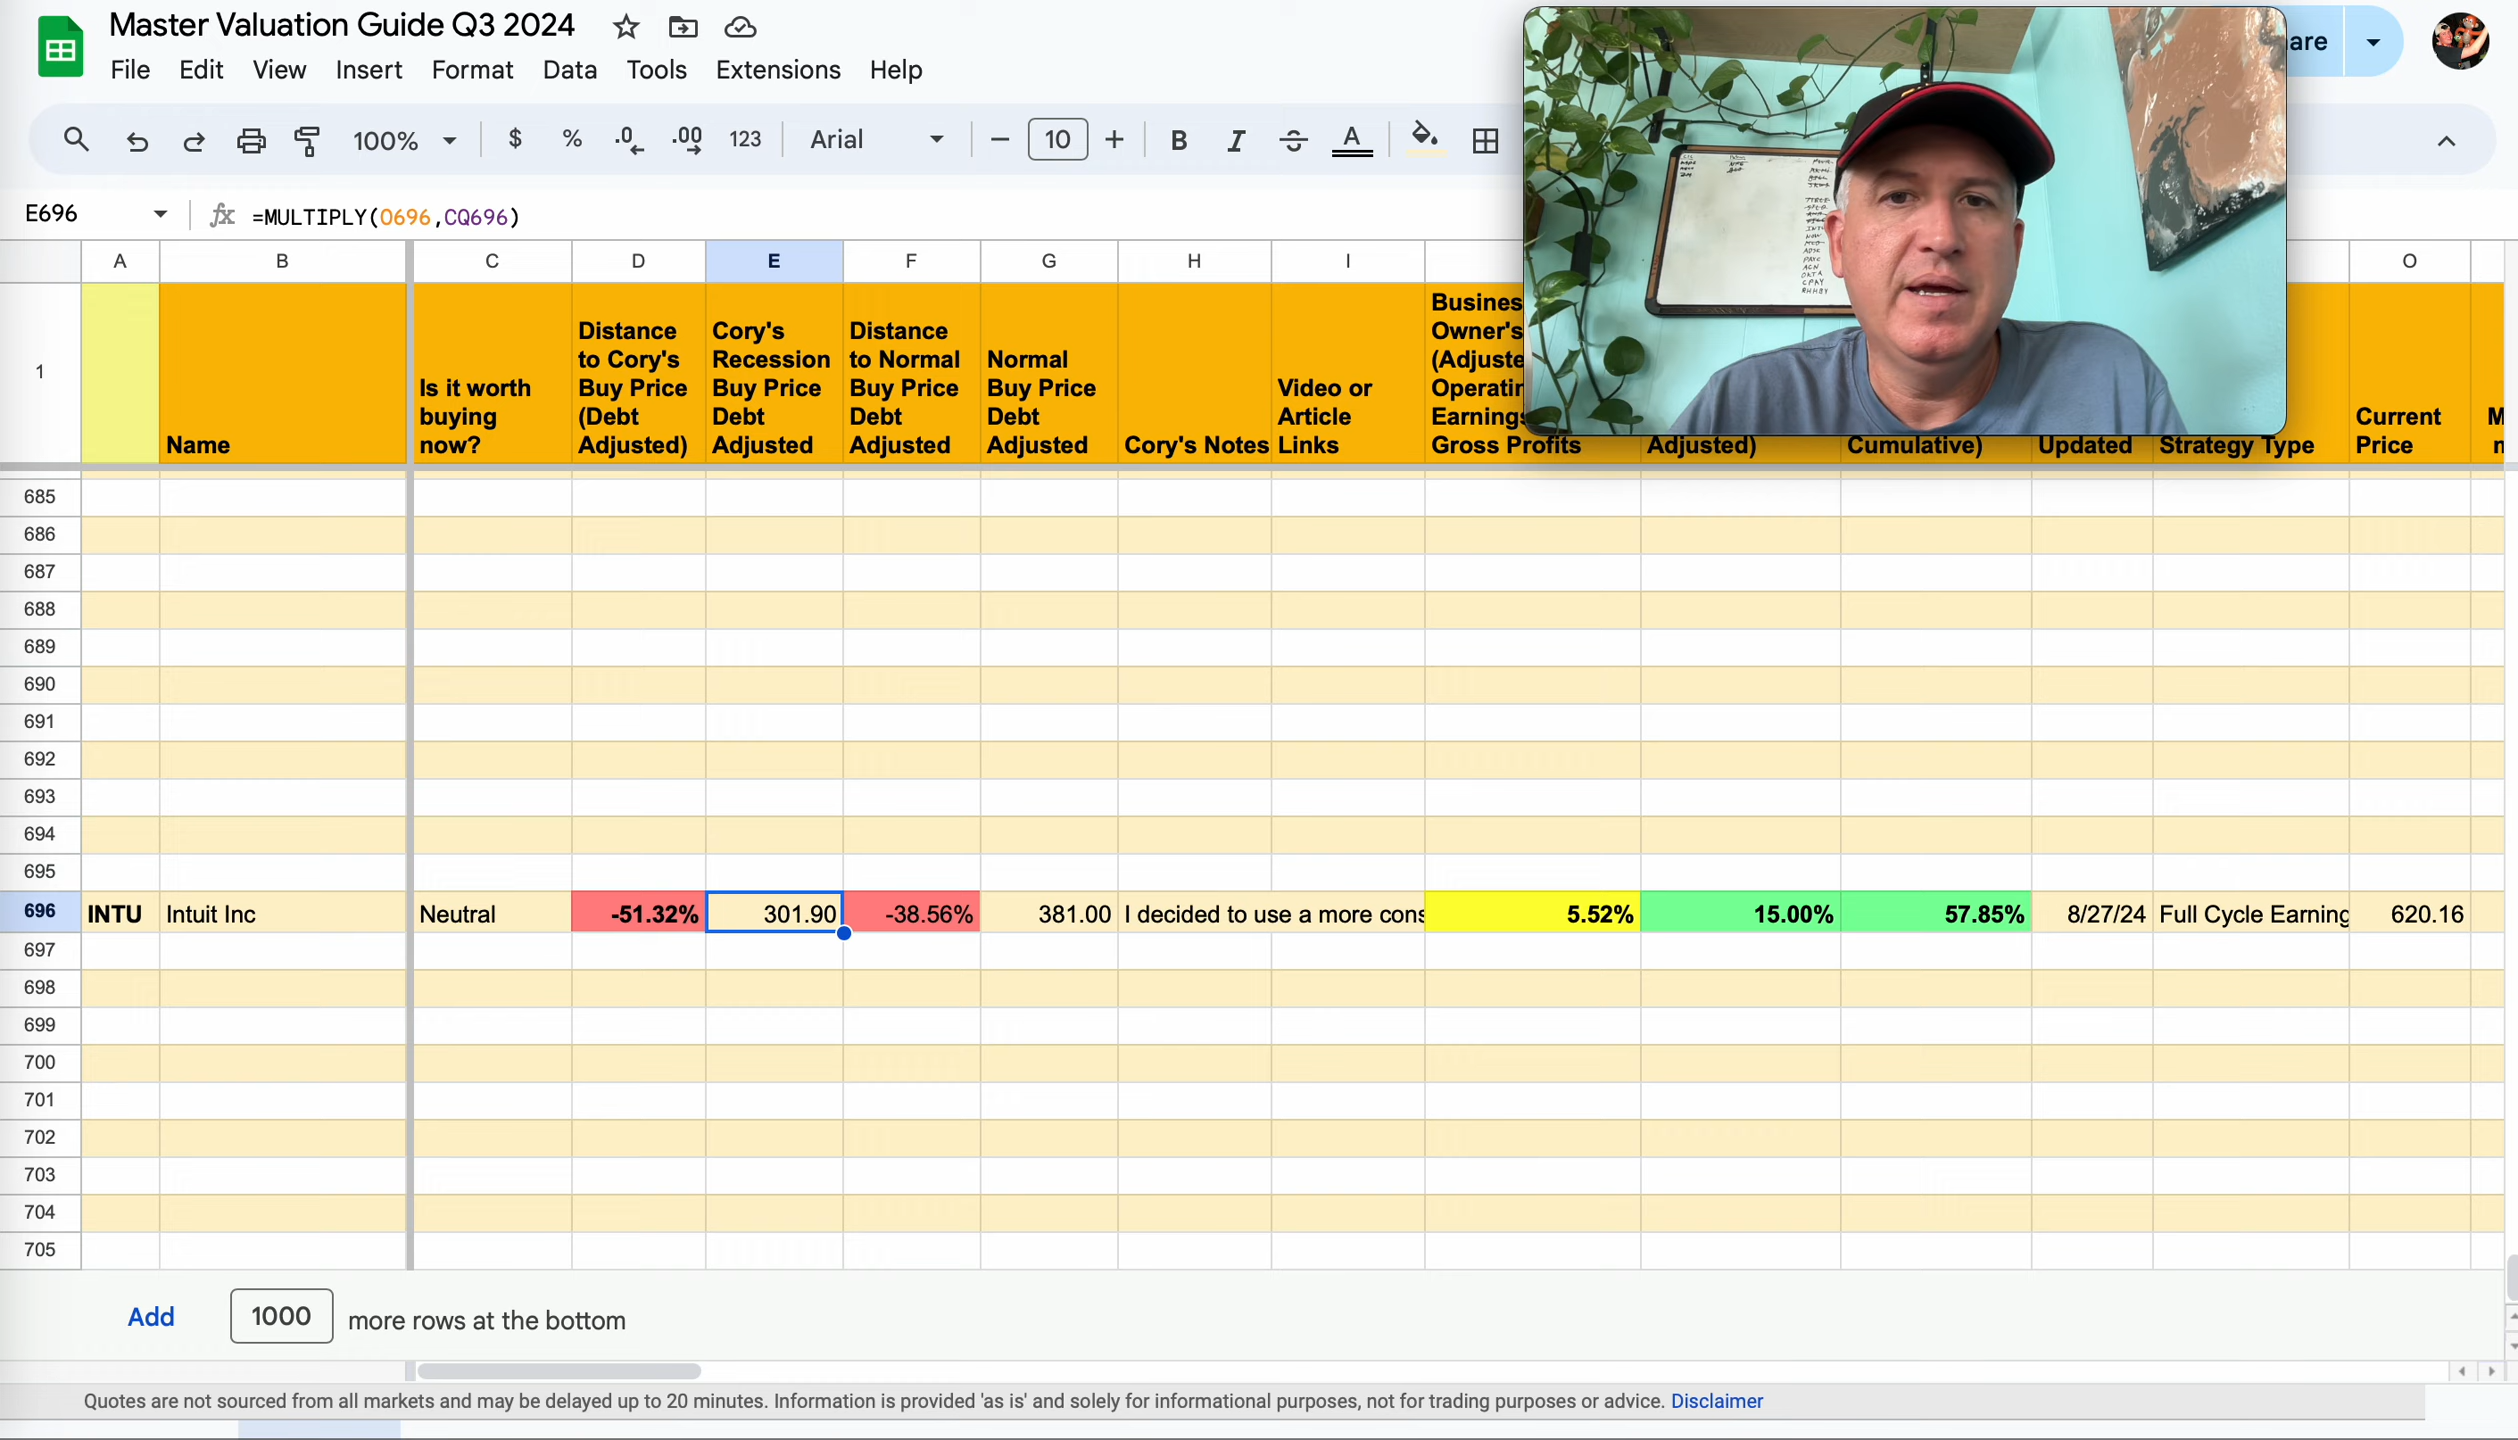 Master Valuation Guide Q3 2024
are
File Edit View Insert Format Data Tools Extensions Help
100% $ % .0 .00 123 Arial 10 B I A
E696 fx =MULTIPLY(O696,CQ696)
A B C D E F G H I O
1
Name
Is it worth
buying
now?
Distance
to Cory's
Buy Price
(Debt
Adjusted)
Cory's
Recession
Buy Price
Debt
Adjusted
Distance
to Normal
Buy Price
Debt
Adjusted
Normal
Buy Price
Debt
Adjusted
Cory's Notes
Video or
Article
Links
Busines
Owner's
(Adjuste
Operatin
Earnings
Gross Profits
Adjusted)
Cumulative)
Updated
Strategy Type
Current
Price
M
n
685
686
687
688
689
690
691
692
693
694
695
696 INTU Intuit Inc Neutral -51.32% 301.90 -38.56% 381.00 I decided to use a more cons 5.52% 15.00% 57.85% 8/27/24 Full Cycle Earning 620.16
697
698
699
700
701
702
703
704
705
Add 1000 more rows at the bottom
Quotes are not sourced from all markets and may be delayed up to 20 minutes. Information is provided 'as is' and solely for informational purposes, not for trading purposes or advice. Disclaimer